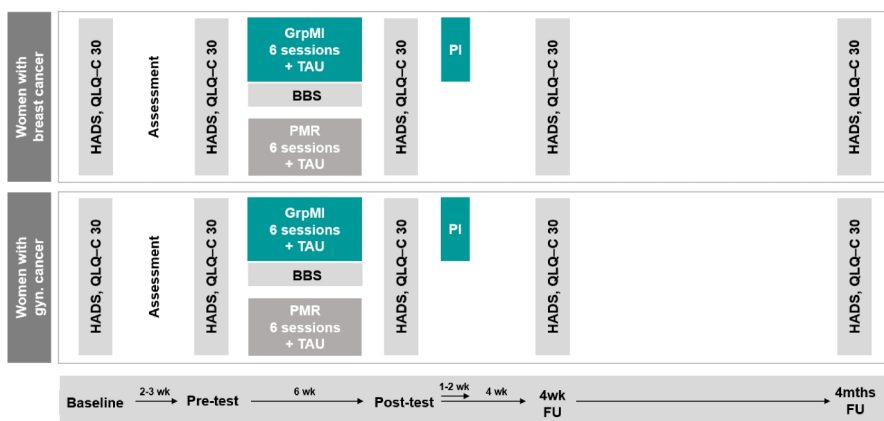 Women with
breast cancer
HADS, QLQ–C 30
Assessment
HADS, QLQ–C 30
GrpMI
6 sessions
+ TAU
BBS
PMR
6 sessions
+ TAU
HADS, QLQ–C 30
PI
HADS, QLQ–C 30
HADS, QLQ–C 30
Women with
gyn. cancer
HADS, QLQ–C 30
Assessment
HADS, QLQ–C 30
GrpMI
6 sessions
+ TAU
BBS
PMR
6 sessions
+ TAU
HADS, QLQ–C 30
PI
HADS, QLQ–C 30
HADS, QLQ–C 30
Baseline
2-3 wk
Pre-test
6 wk
Post-test
1-2 wk
4 wk
4wk
FU
4mths
FU